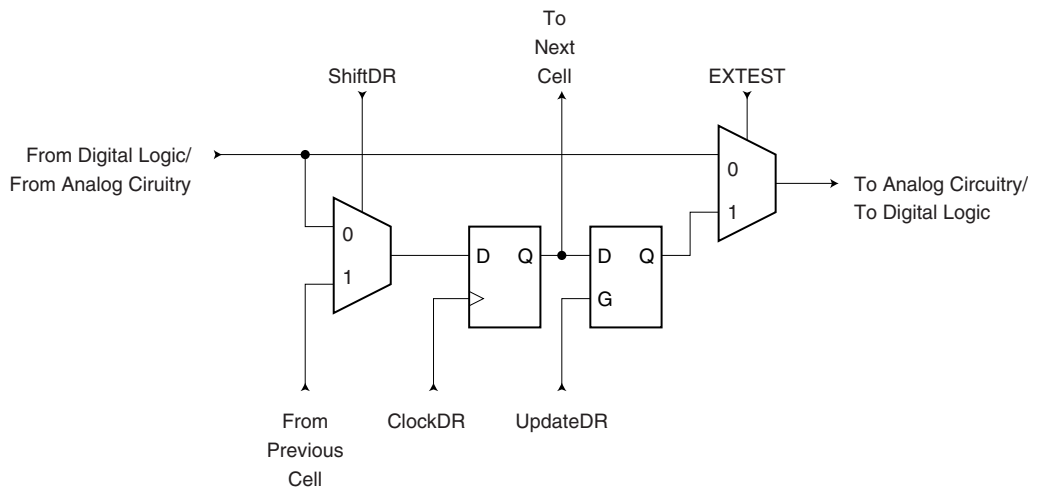 To
Next
Cell
ShiftDR
EXTEST
From Digital Logic/
From Analog Ciruitry
0
1
To Analog Circuitry/
To Digital Logic
0
1
D Q
D Q
G
From
Previous
Cell
ClockDR
UpdateDR